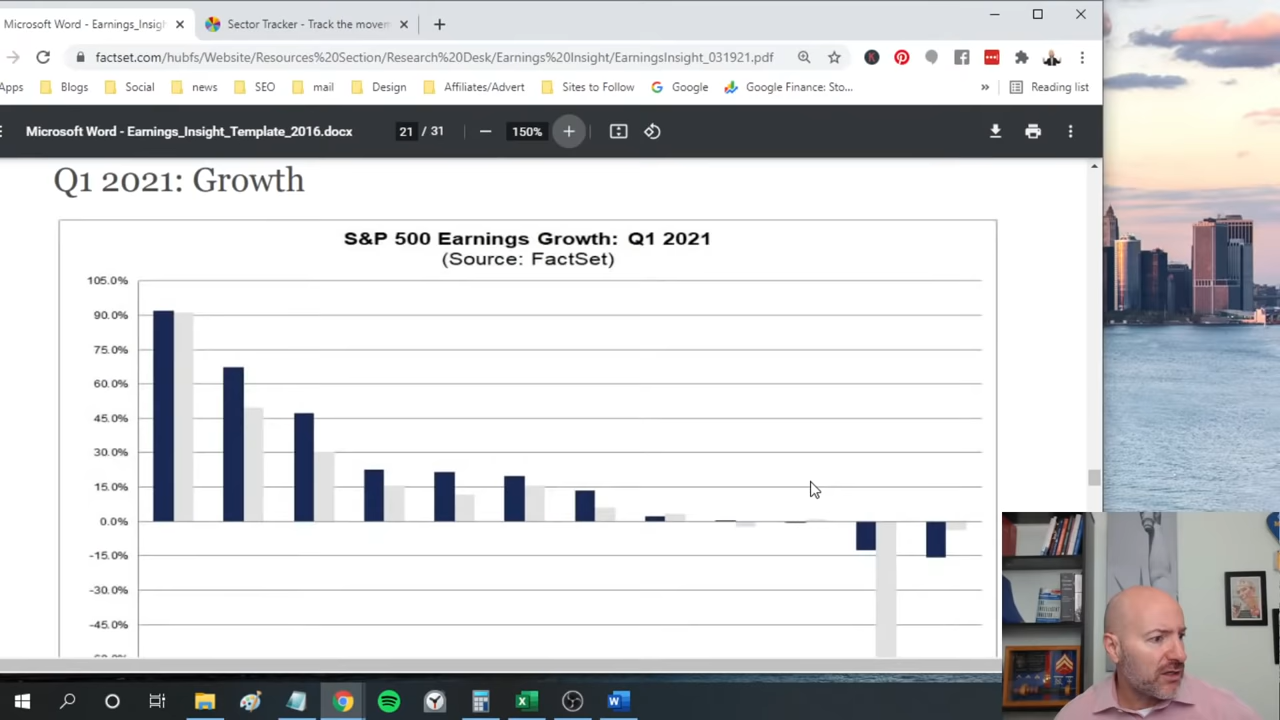 Microsoft Word - Earnings_Insigh
Sector Tracker - Track the movem
factset.com/hubfs/Website/Resources%20Section/Research%20Desk/Earnings%20Insight/EarningsInsight_031921.pdf
Apps Blogs Social news SEO mail Design Affiliates/Advert Sites to Follow Google Google Finance: Sto... » Reading list
Microsoft Word - Earnings_Insight_Template_2016.docx 21 / 31 150%
Q1 2021: Growth
S&P 500 Earnings Growth: Q1 2021
(Source: FactSet)
105.0%
90.0%
75.0%
60.0%
45.0%
30.0%
15.0%
0.0%
-15.0%
-30.0%
-45.0%